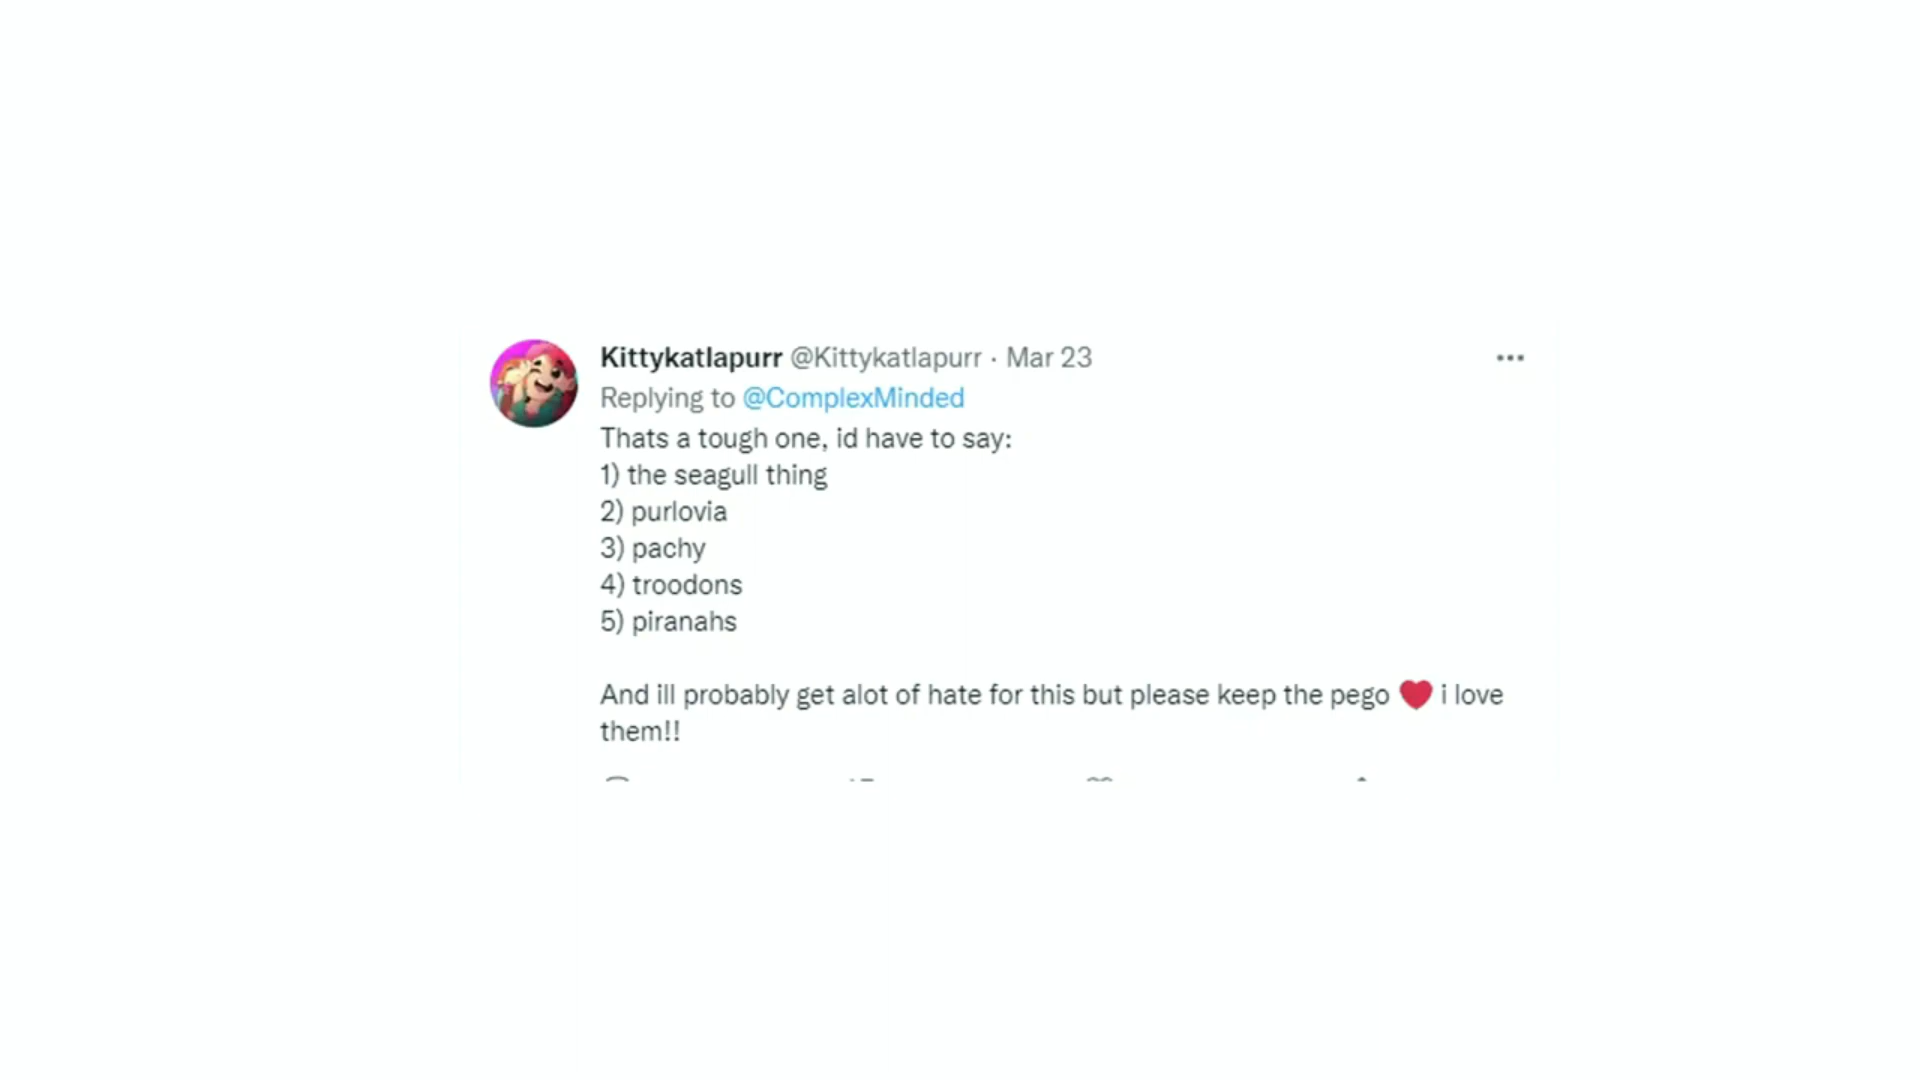 Kittykatlapurr @Kittykatlapurr · Mar 23
Replying to @ComplexMinded
Thats a tough one, id have to say:
1) the seagull thing
2) purlovia
3) pachy
4) troodons
5) piranahs
And ill probably get alot of hate for this but please keep the pego ❤️ i love
them!!